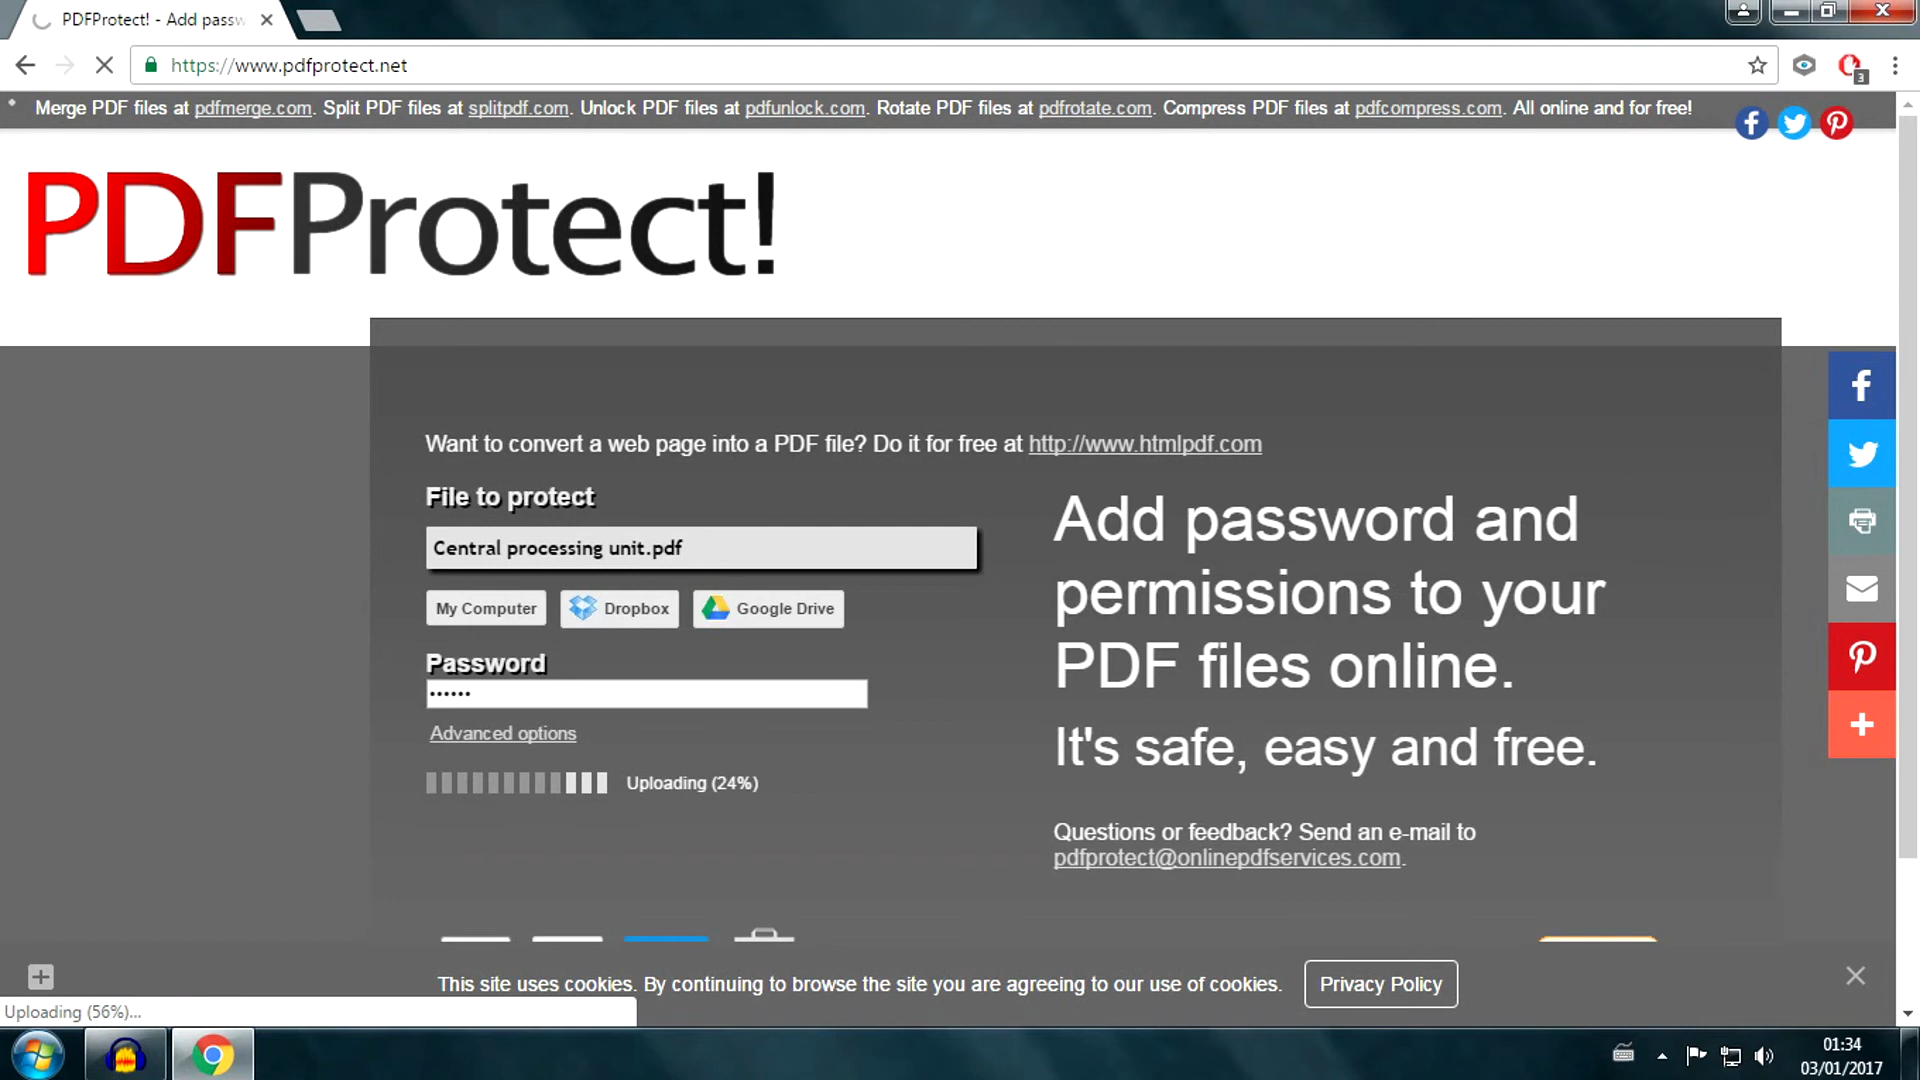 PDFProtect! - Add passw
https://www.pdfprotect.net
3
Merge PDF files at pdfmerge.com. Split PDF files at splitpdf.com. Unlock PDF files at pdfunlock.com. Rotate PDF files at pdfrotate.com. Compress PDF files at pdfcompress.com. All online and for free!
PDFProtect!
Want to convert a web page into a PDF file? Do it for free at http://www.htmlpdf.com
File to protect
Central processing unit.pdf
My Computer
Dropbox
Google Drive
Password
••••••
Advanced options
Uploading (24%)
Add password and
permissions to your
PDF files online.
It's safe, easy and free.
Questions or feedback? Send an e-mail to
pdfprotect@onlinepdfservices.com.
This site uses cookies. By continuing to browse the site you are agreeing to our use of cookies.
Privacy Policy
Uploading (56%)...
01:34
03/01/2017